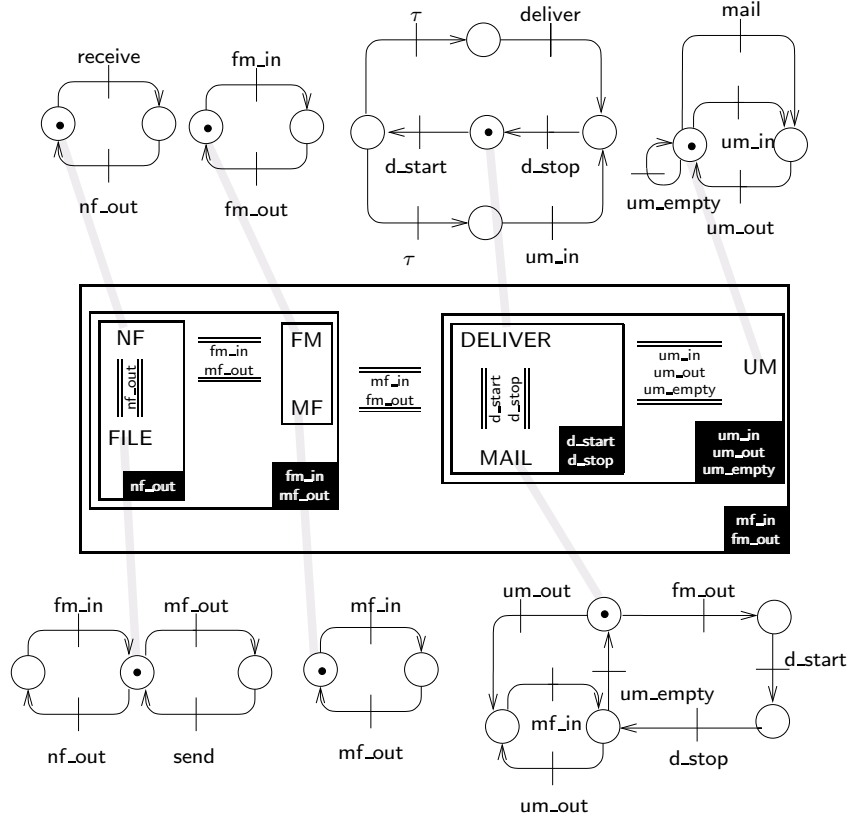 τ deliver mail
receive fm_in
d_start d_stop um_in
nf_out fm_out um_empty
um_out
τ um_in
NF fm_in FM DELIVER um_in
mf_out um_out UM
nf_out mf_in d_start d_stop um_empty
fm_out
MF
FILE d_start um_in
MAIL d_stop um_out
nf_out fm_in um_empty
mf_out
mf_in
fm_out
um_out fm_out
fm_in mf_out mf_in
d_start
um_empty
mf_in
nf_out send mf_out d_stop
um_out